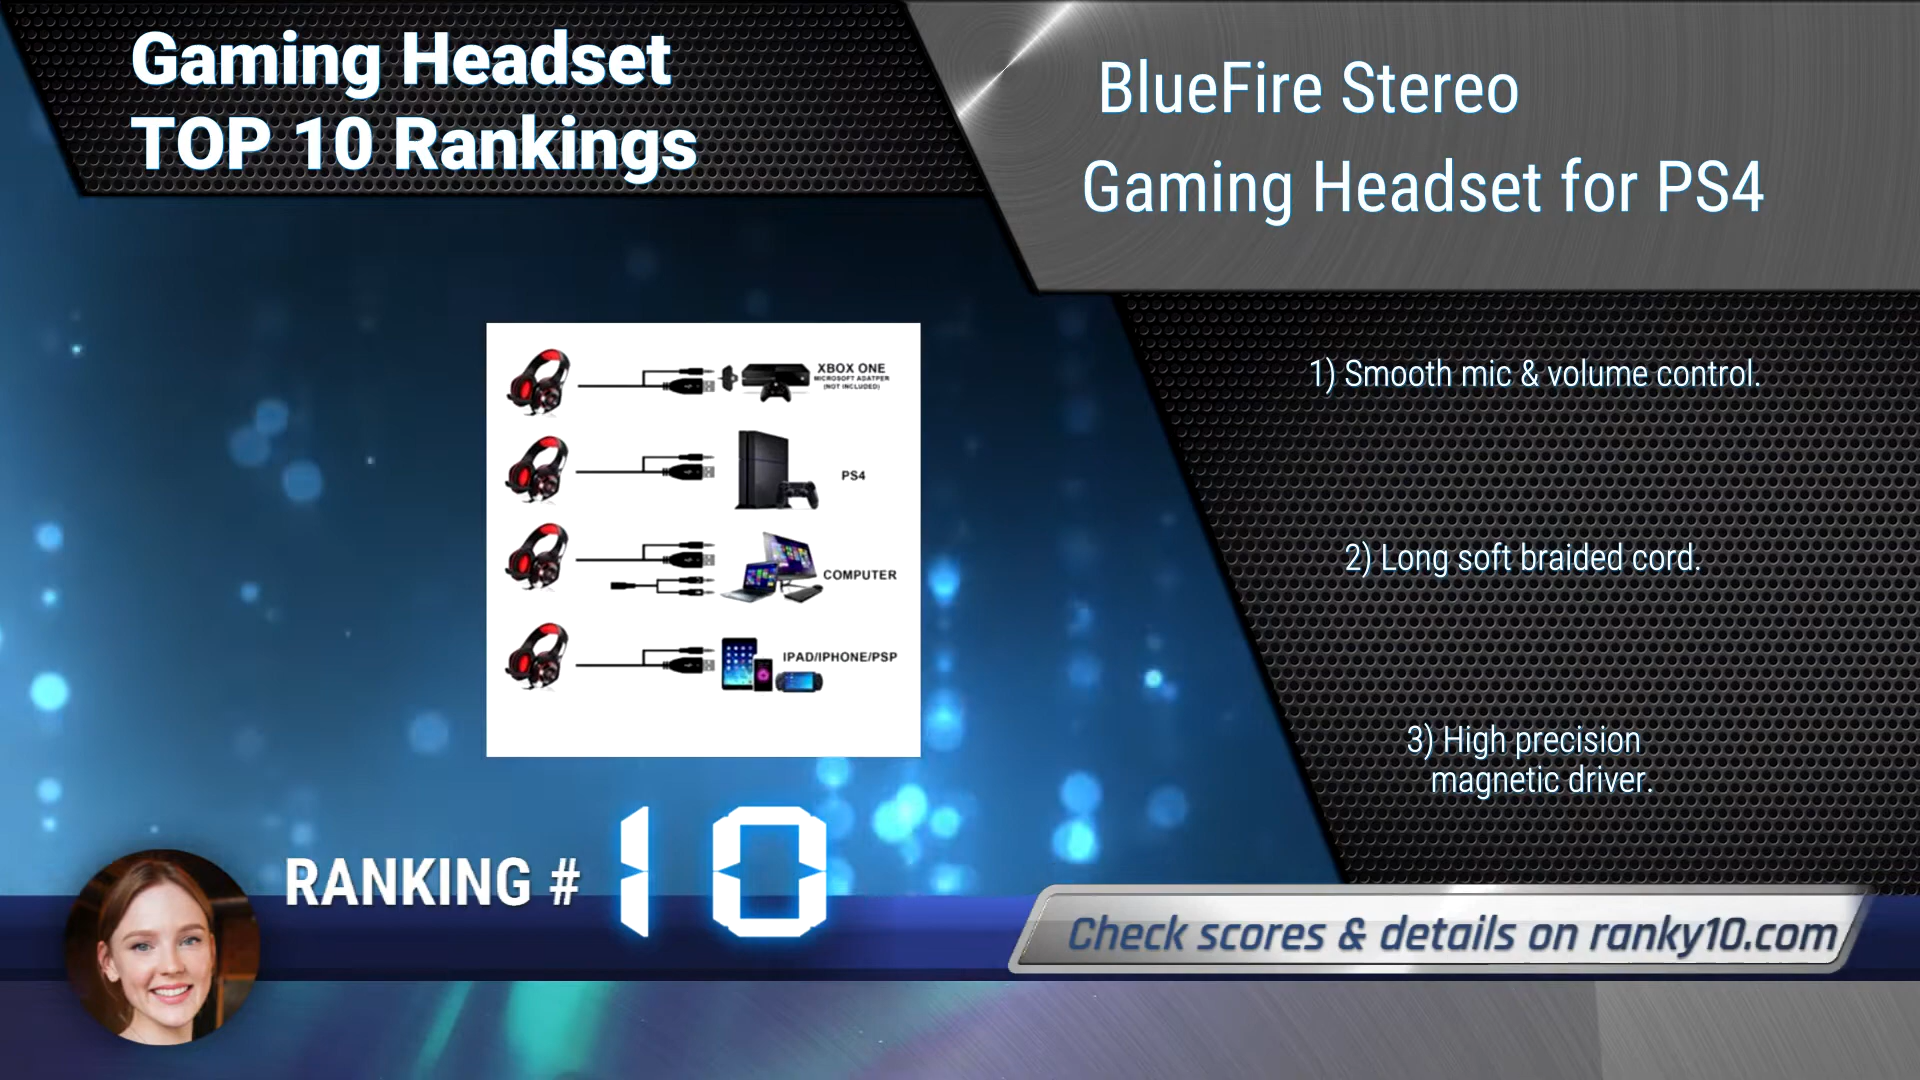 Gaming Headset
TOP 10 Rankings
BlueFire Stereo
Gaming Headset for PS4
XBOX ONE
MICROSOFT ADATPER
(NOT INCLUDED)
PS4
COMPUTER
IPAD/IPHONE/PSP
1) Smooth mic & volume control.
2) Long soft braided cord.
3) High precision
magnetic driver.
RANKING # 10
Check scores & details on ranky10.com